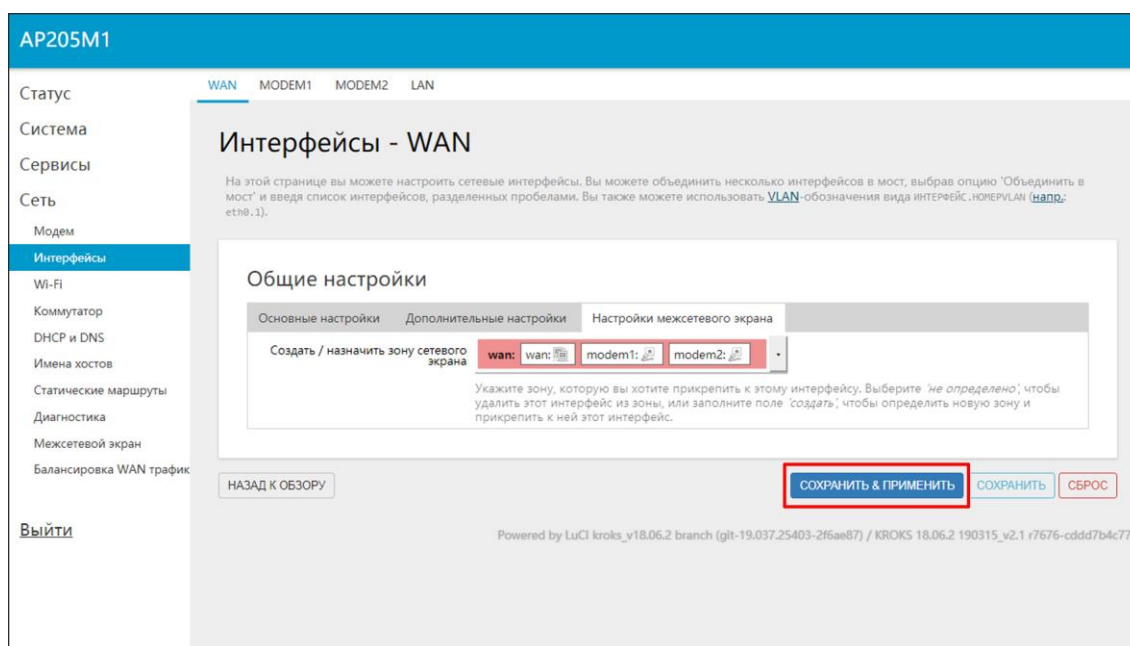 AP205M1
Статус
Система
Сервисы
Сеть
Модем
Интерфейсы
Wi-Fi
Коммутатор
DHCP и DNS
Имена хостов
Статические маршруты
Диагностика
Межсетевой экран
Балансировка WAN трафик
Выйти
WAN MODEM1 MODEM2 LAN
Интерфейсы - WAN
На этой странице вы можете настроить сетевые интерфейсы. Вы можете объединить несколько интерфейсов в мост, выбрав опцию 'Объединить в
мост' и введя список интерфейсов, разделенных пробелами. Вы также можете использовать VLAN-обозначения вида ИНТЕРФЕЙС.НОМЕРVLAN (напр.:
eth0.1).
Общие настройки
Основные настройки Дополнительные настройки Настройки межсетевого экрана
Создать / назначить зону сетевого
экрана
wan: wan: modem1: modem2:
Укажите зону, которую вы хотите прикрепить к этому интерфейсу. Выберите 'не определено', чтобы
удалить этот интерфейс из зоны, или заполните поле 'создать', чтобы определить новую зону и
прикрепить к ней этот интерфейс.
НАЗАД К ОБЗОРУ СОХРАНИТЬ & ПРИМЕНИТЬ СОХРАНИТЬ СБРОС
Powered by LuCI kroks_v18.06.2 branch (git-19.037.25403-2f6ae87) / KROKS 18.06.2 190315_v2.1 r7676-cddd7b4c77